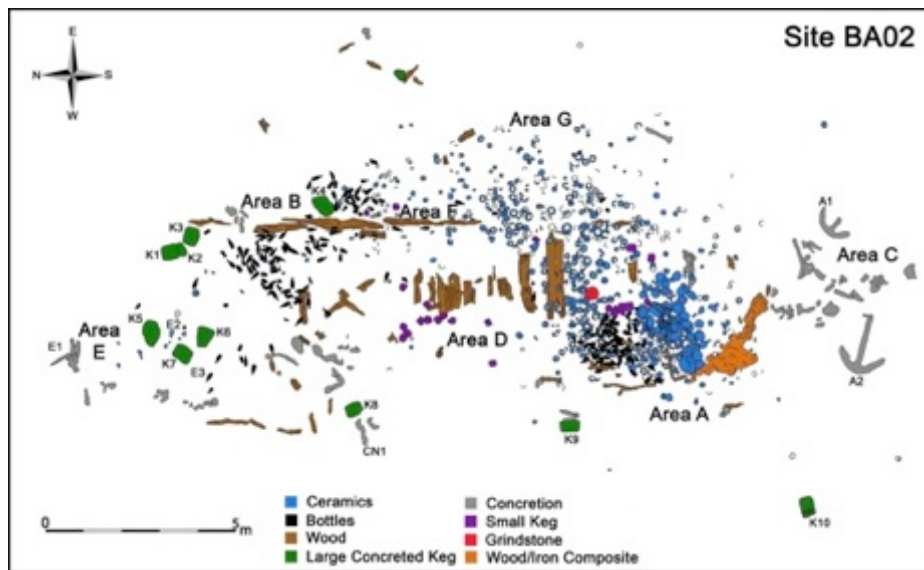 Site BA02
E
N S
W
Area G
Area B
K4
Area F
A1
K3
K1
K2
Area C
K5
E2
K6
Area
E
E1
K7
E3
Area D
A2
Area A
K8
K9
CN1
K10
Ceramics
Bottles
Wood
Large Concreted Keg
Concretion
Small Keg
Grindstone
Wood/Iron Composite
0 5m